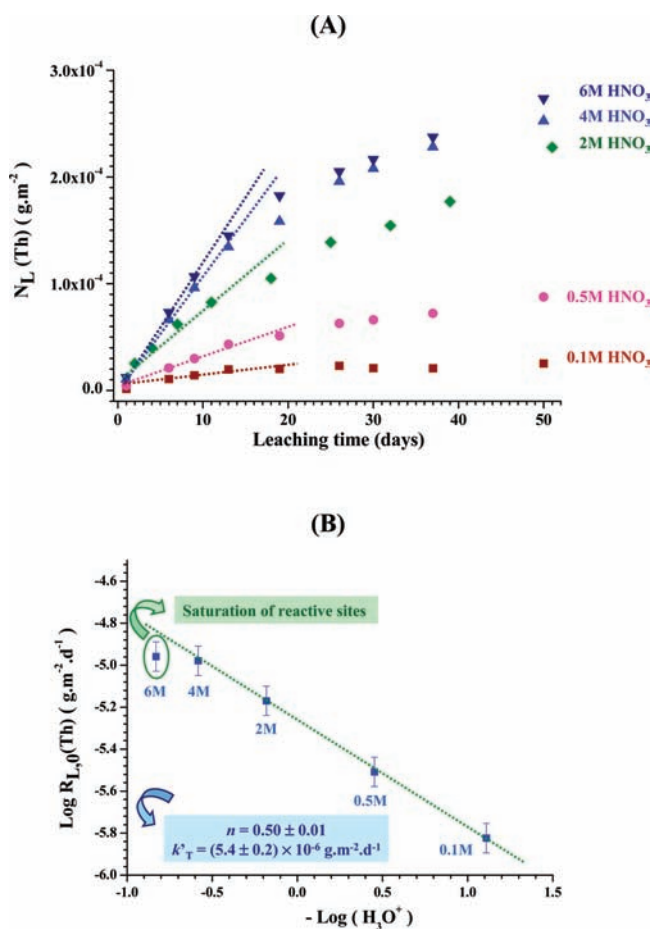 (A)
3.0x10⁻⁴
2.0x10⁻⁴
1.0x10⁻⁴
0.0
N_L (Th) ( g.m⁻²)
0 10 20 30 40 50
Leaching time (days)
6M HNO₃
4M HNO₃
2M HNO₃
0.5M HNO₃
0.1M HNO₃
(B)
-4.6
-4.8
-5.0
-5.2
-5.4
-5.6
-5.8
-6.0
Log R_L,0(Th) ( g.m⁻².d⁻¹)
Saturation of reactive sites
6M
4M
2M
0.5M
0.1M
n = 0.50 ± 0.01
k'_T = (5.4 ± 0.2) × 10⁻⁶ g.m⁻².d⁻¹
-1.0 -0.5 0.0 0.5 1.0 1.5
- Log ( H₃O⁺)